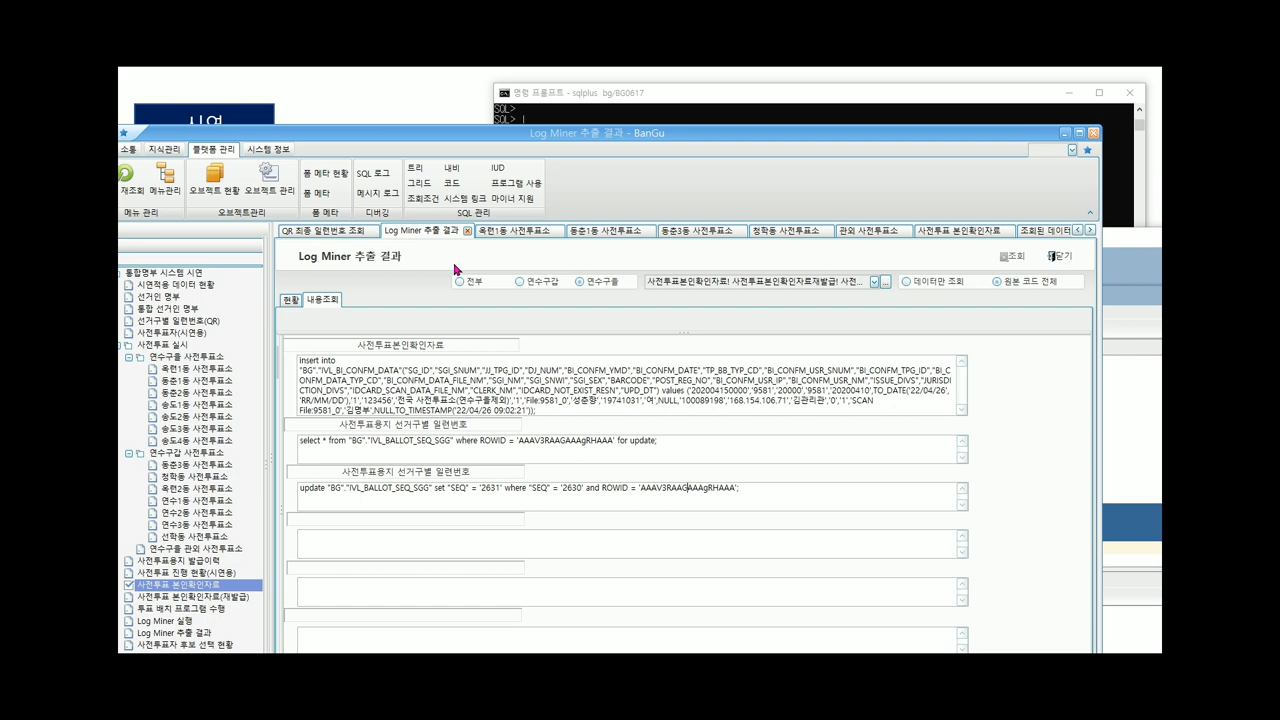 시연
명령 프롬프트 - sqlplus bg/BG0617
SQL>
SQL>
Log Miner 추출 결과 - BanGu
소통 지식관리 플랫폼 관리 시스템 정보
재조회 메뉴관리 오브젝트 현황 오브젝트 관리
폼 메타 현황 SQL 로그
폼 메타 메시지 로그
트리 내비 IUD
그리드 코드 프로그램 사용
조회조건 시스템 링크 마이너 지원
메뉴 관리 오브젝트관리 폼 메타 디버깅 SQL 관리
QR 최종 일련번호 조회 Log Miner 추출 결과 옥련1동 사전투표소 동춘1동 사전투표소 동춘3동 사전투표소 청학동 사전투표소 관외 사전투표소 사전투표 본인확인자료 조회된 데이터
Log Miner 추출 결과 조회 닫기
전부 연수구갑 연수구을 사전투표본인확인자료! 사전투표본인확인자료재발급! 사전... 데이터만 조회 원본 코드 전체
현황 내용조회
통합명부 시스템 시연
시연적용 데이터 현황
선거인 명부
통합 선거인 명부
선거구별 일련번호(QR)
사전투표자(시연용)
사전투표 실시
연수구을 사전투표소
옥련1동 사전투표소
동춘1동 사전투표소
동춘2동 사전투표소
송도1동 사전투표소
송도2동 사전투표소
송도3동 사전투표소
송도4동 사전투표소
연수구갑 사전투표소
동춘3동 사전투표소
청학동 사전투표소
옥련2동 사전투표소
연수1동 사전투표소
연수2동 사전투표소
연수3동 사전투표소
선학동 사전투표소
연수구을 관외 사전투표소
사전투표용지 발급이력
사전투표 진행 현황(시연용)
사전투표 본인확인자료
사전투표 본인확인자료(재발급)
투표 배치 프로그램 수행
Log Miner 실행
Log Miner 추출 결과
사전투표자 후보 선택 현황
사전투표본인확인자료
insert into
"BG"."IVL_BI_CONFM_DATA"("SG_ID","SGI_SNUM","JJ_TPG_ID","DJ_NUM","BI_CONFM_YMD","BI_CONFM_DATE","TP_BB_TYP_CD","BI_CONFM_USR_SNUM","BI_CONFM_TPG_ID","BI_C
ONFM_DATA_TYP_CD","BI_CONFM_DATA_FILE_NM","SGI_NM","SGI_SNWI","SGI_SEX","BARCODE","POST_REG_NO","BI_CONFM_USR_IP","BI_CONFM_USR_NM","ISSUE_DIVS","JURISDI
CTION_DIVS","IDCARD_SCAN_DATA_FILE_NM","CLERK_NM","IDCARD_NOT_EXIST_RESN","UPD_DT") values ('202004150000','9581','20000','9581','20200410',TO_DATE('22/04/26',
'RR/MM/DD'),'1','123456','전국 사전투표소(연수구을제외)','1','File:9581_0','성춘향','19741031','여',NULL,'100089198','168.154.106.71','김관리관','0','1','SCAN
File:9581_0','김명부',NULL,TO_TIMESTAMP('22/04/26 09:02:21'));
사전투표용지 선거구별 일련번호
select * from "BG"."IVL_BALLOT_SEQ_SGG" where ROWID = 'AAAV3RAAGAAAgRHAAA' for update;
사전투표용지 선거구별 일련번호
update "BG"."IVL_BALLOT_SEQ_SGG" set "SEQ" = '2631' where "SEQ" = '2630' and ROWID = 'AAAV3RAAGAAAgRHAAA';